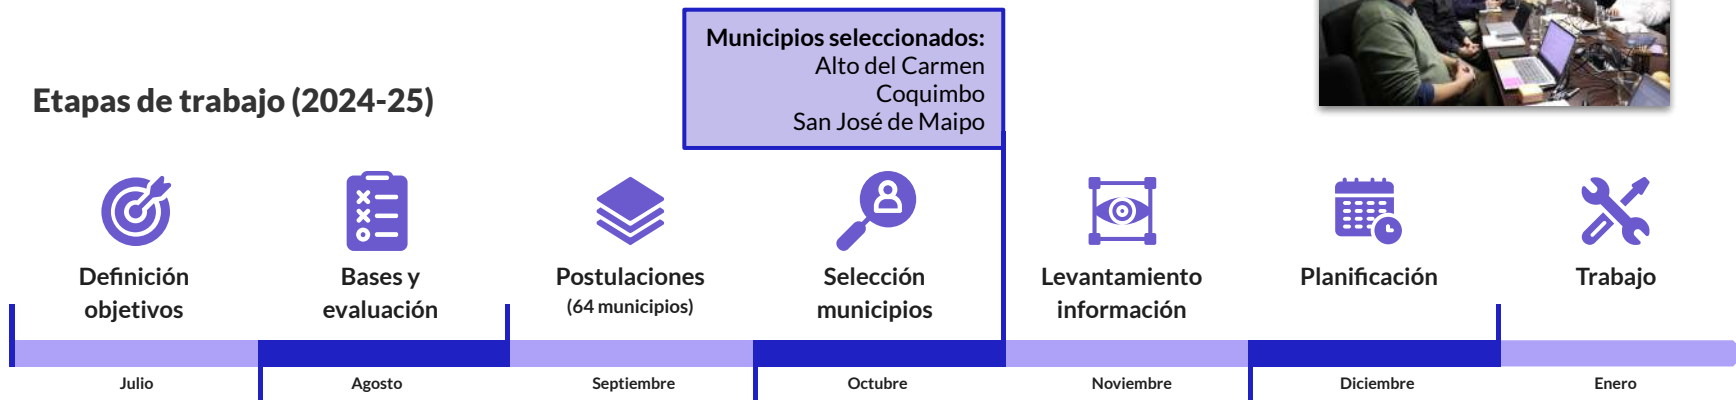 Municipios seleccionados:
Alto del Carmen
Coquimbo
San José de Maipo
Etapas de trabajo (2024-25)
Definición
objetivos
Bases y
evaluación
Postulaciones
(64 municipios)
Selección
municipios
Levantamiento
información
Planificación
Trabajo
Julio
Agosto
Septiembre
Octubre
Noviembre
Diciembre
Enero